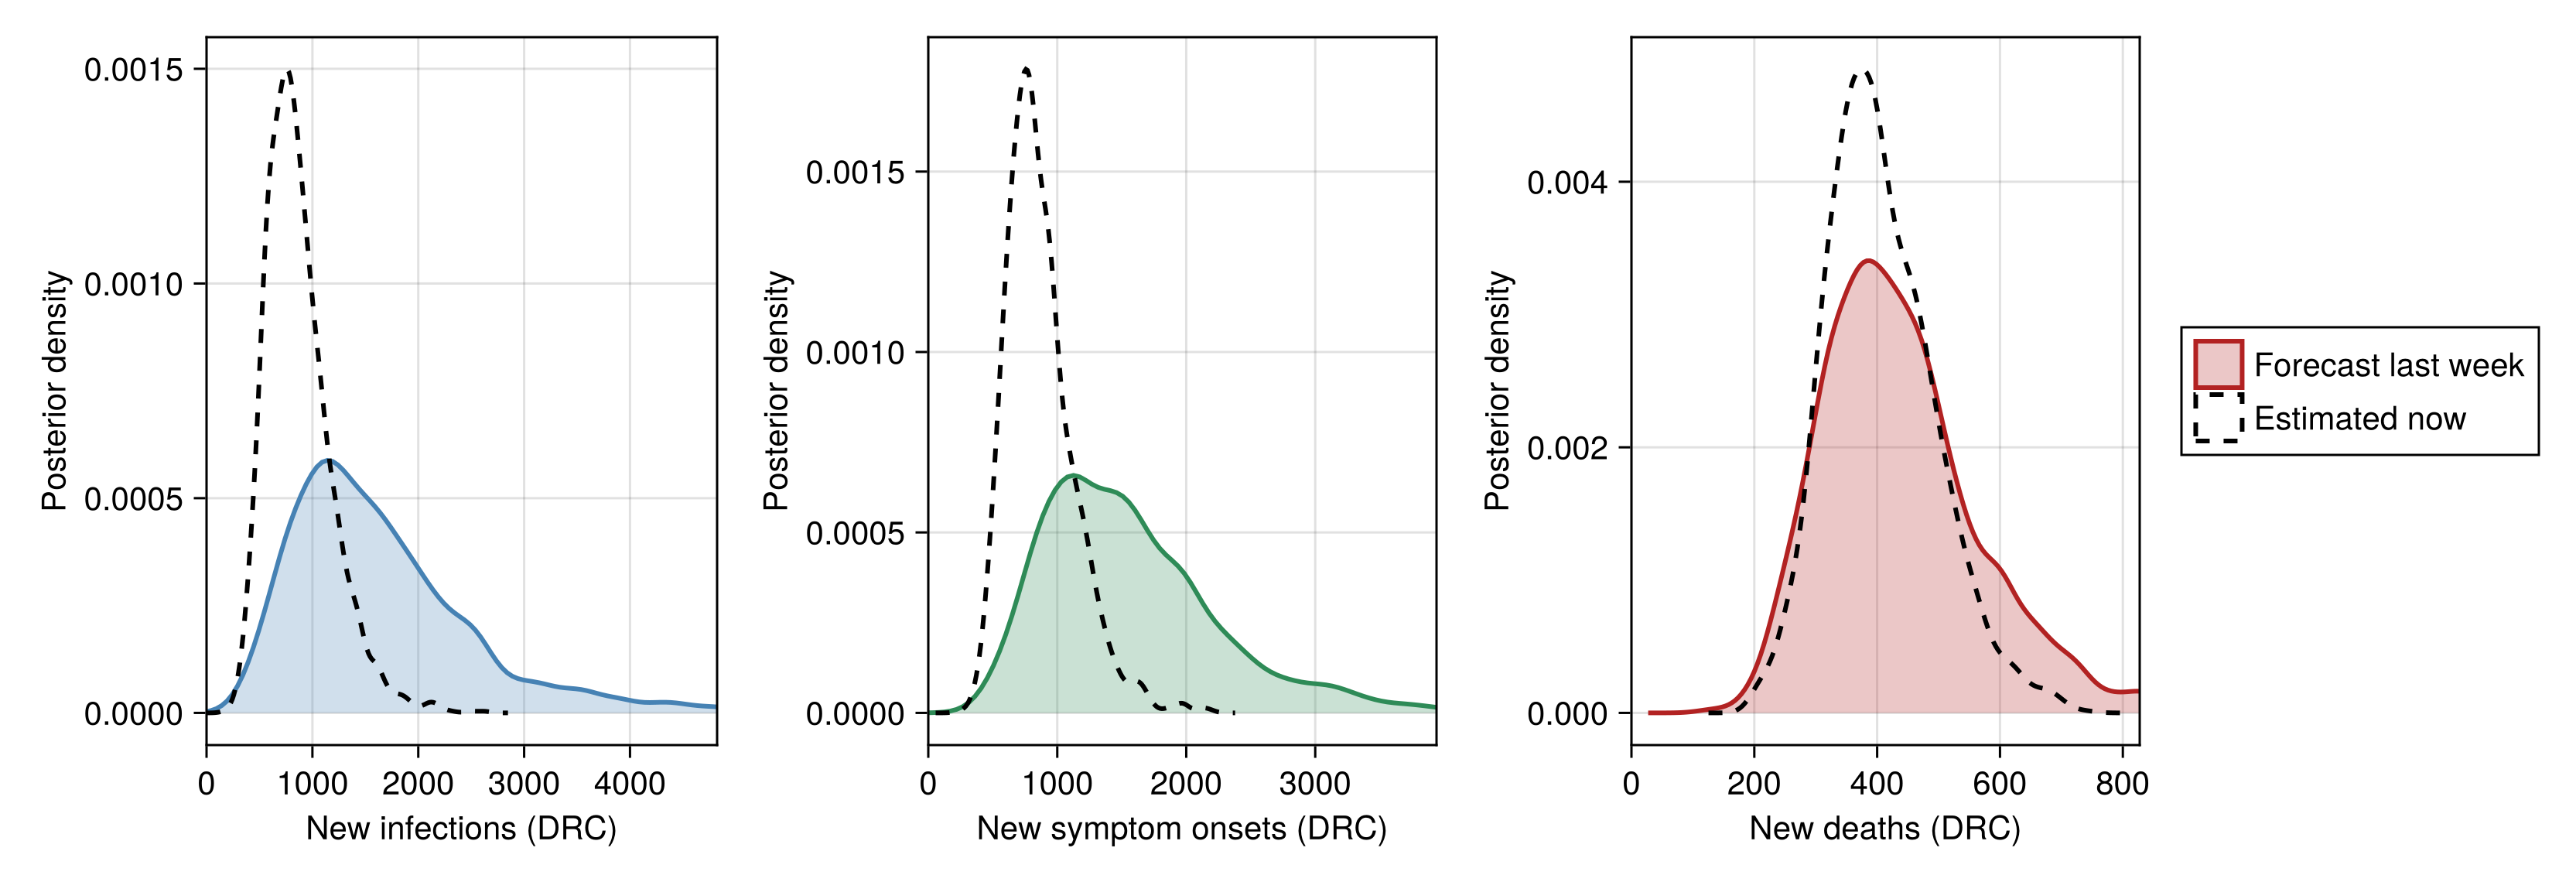 0.0015
0.0010
0.0005
0.0000
Posterior density
0 1000 2000 3000 4000
New infections (DRC)
0.0015
0.0010
0.0005
0.0000
Posterior density
0 1000 2000 3000
New symptom onsets (DRC)
0.004
0.002
0.000
Posterior density
0 200 400 600 800
New deaths (DRC)
Forecast last week
Estimated now